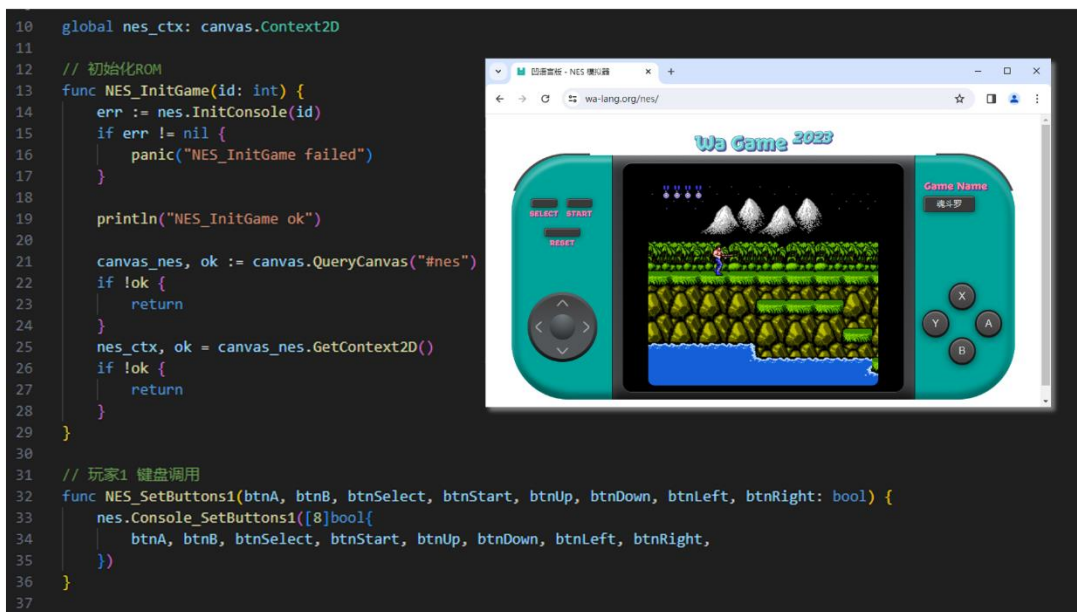 10 global nes_ctx: canvas.Context2D
11
12 // 初始化ROM
13 func NES_InitGame(id: int) {
14 err := nes.InitConsole(id)
15 if err != nil {
16 panic("NES_InitGame failed")
17 }
18
19 println("NES_InitGame ok")
20
21 canvas_nes, ok := canvas.QueryCanvas("#nes")
22 if !ok {
23 return
24 }
25 nes_ctx, ok = canvas_nes.GetContext2D()
26 if !ok {
27 return
28 }
29 }
30
31 // 玩家1 键盘调用
32 func NES_SetButtons1(btnA, btnB, btnSelect, btnStart, btnUp, btnDown, btnLeft, btnRight: bool) {
33 nes.Console_SetButtons1([8]bool{
34 btnA, btnB, btnSelect, btnStart, btnUp, btnDown, btnLeft, btnRight,
35 })
36 }
37
凹语言版 - NES 模拟器
wa-lang.org/nes/
Wa Game 2023
SELECT START
RESET
Game Name
魂斗罗
X
Y A
B